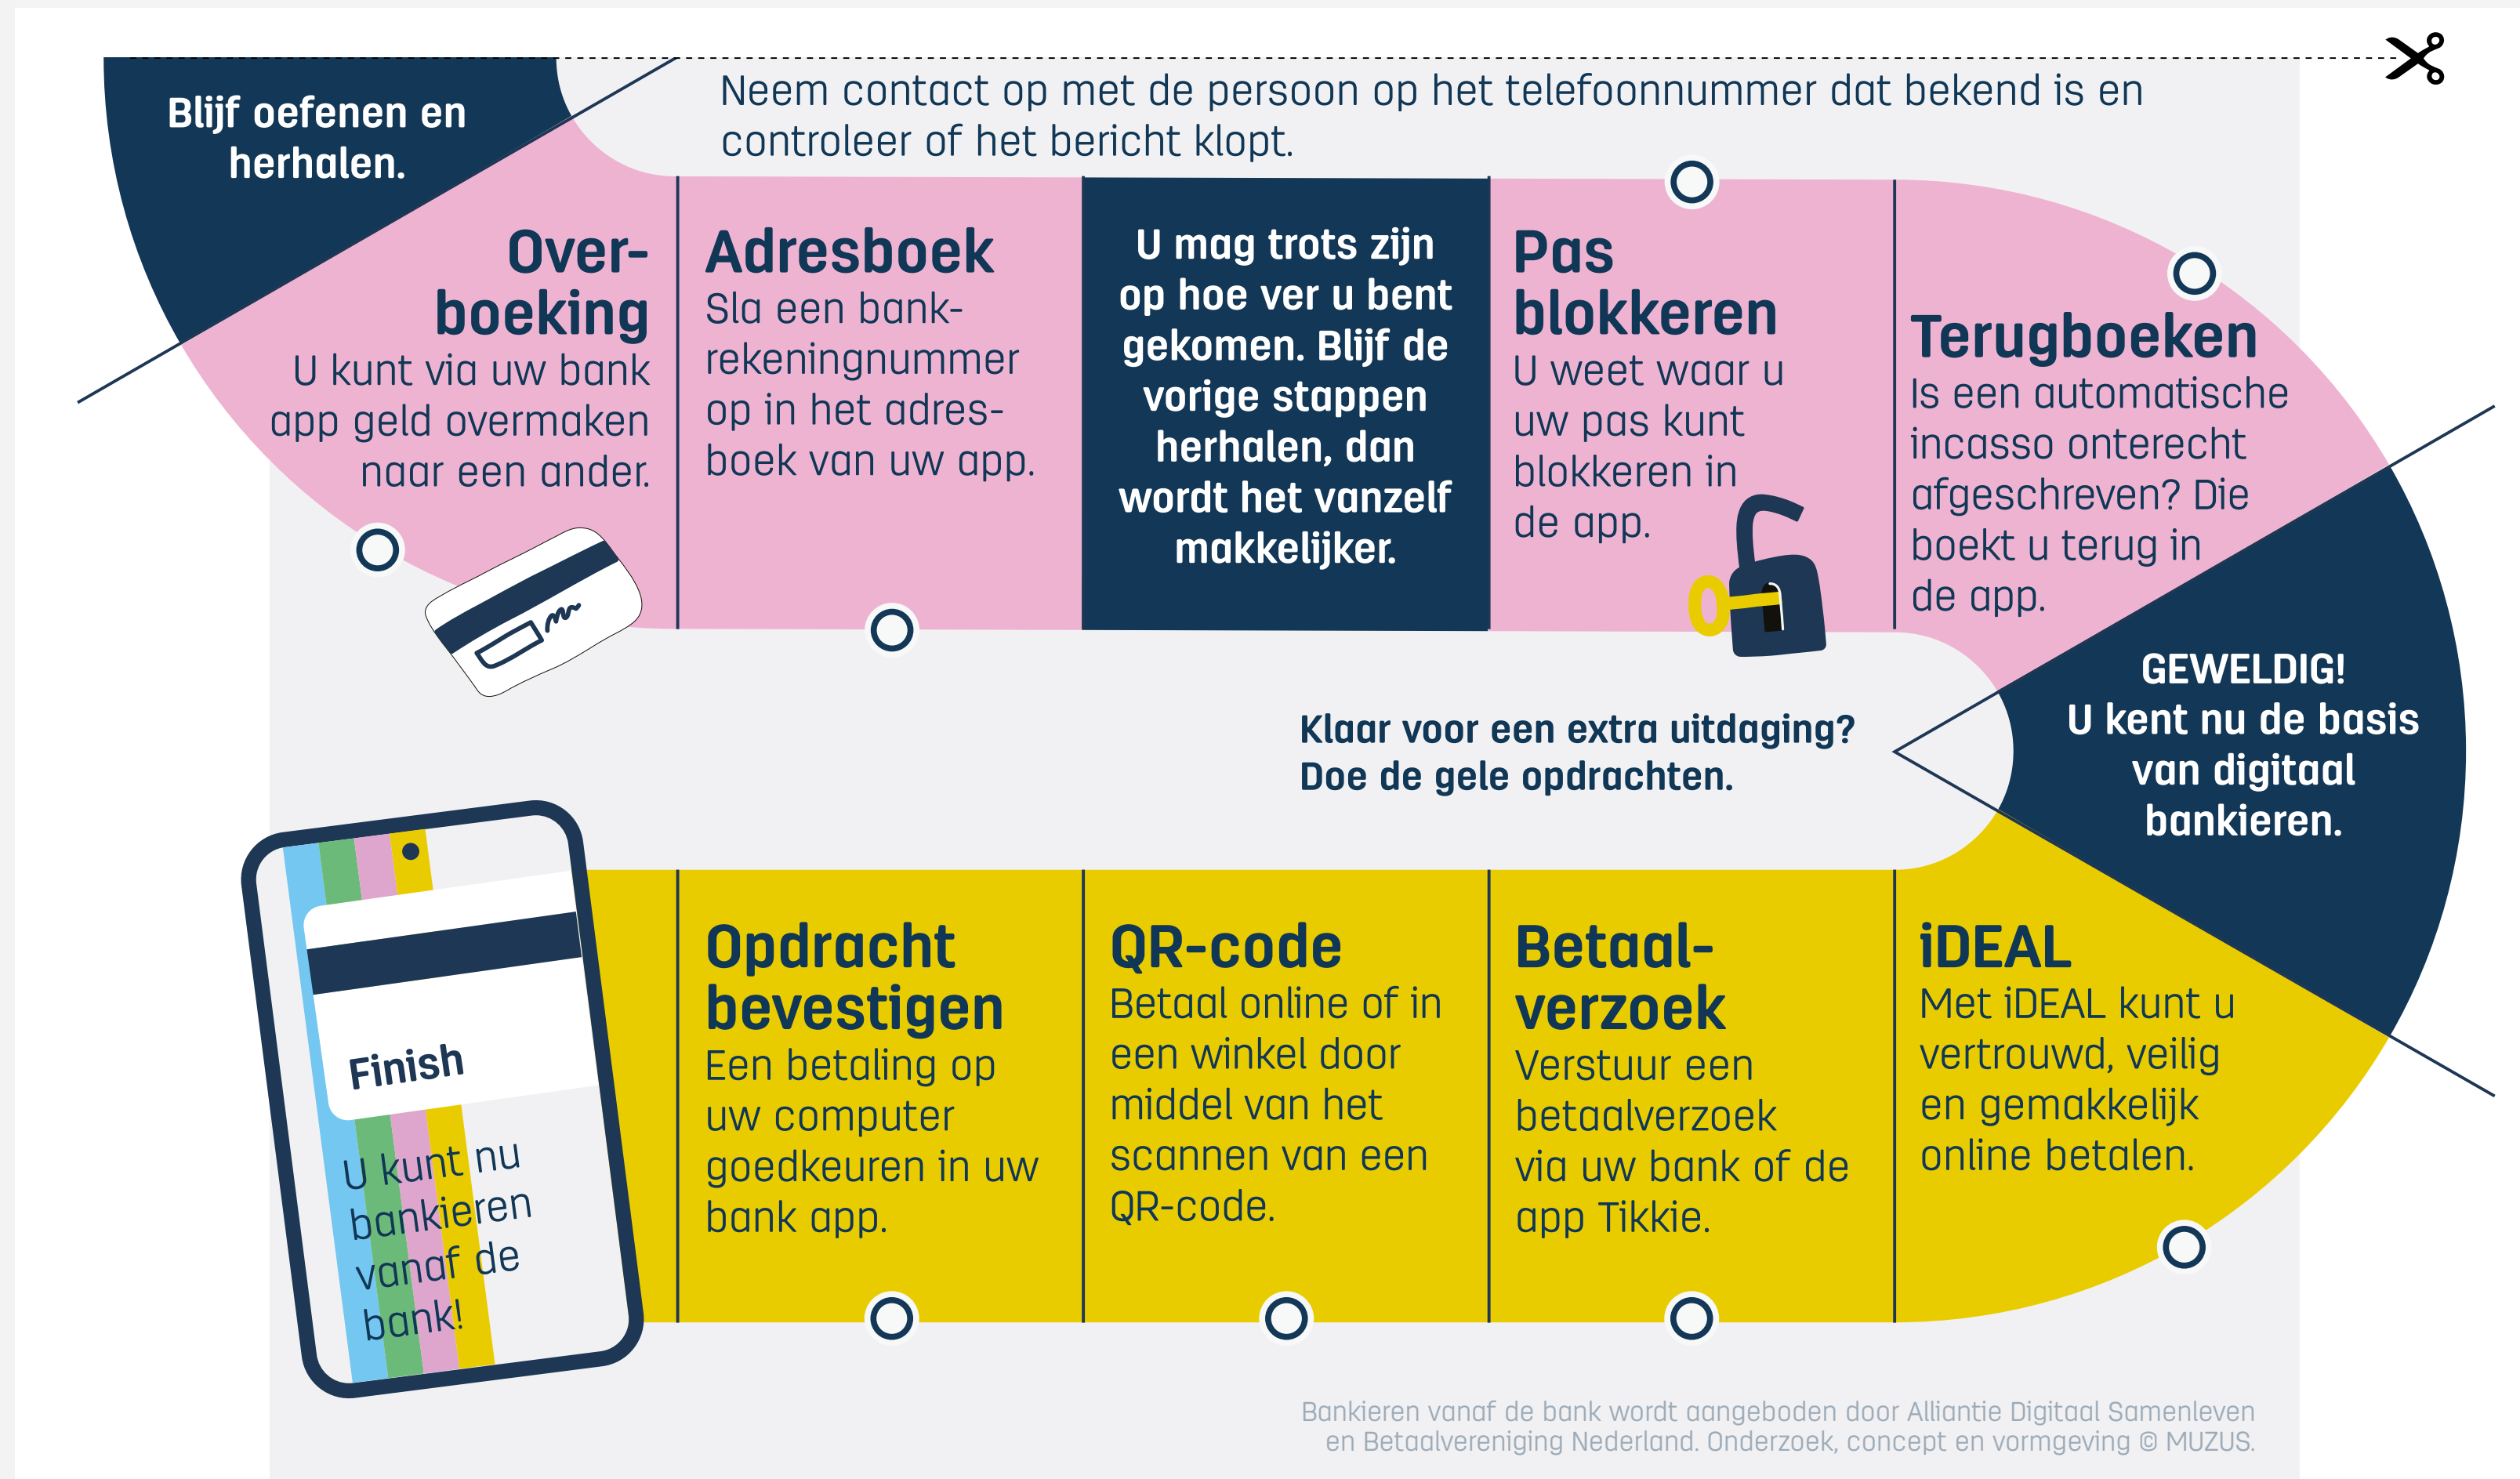 Neem contact op met de persoon op het telefoonnummer dat bekend is en
controleer of het bericht klopt.
Blijf oefenen en
herhalen.
Over-
boeking
U kunt via uw bank
app geld overmaken
naar een ander.
Adresboek
Sla een bank-
rekeningnummer
op in het adres-
boek van uw app.
U mag trots zijn
op hoe ver u bent
gekomen. Blijf de
vorige stappen
herhalen, dan
wordt het vanzelf
makkelijker.
Pas
blokkeren
U weet waar u
uw pas kunt
blokkeren in
de app.
Terugboeken
Is een automatische
incasso onterecht
afgeschreven? Die
boekt u terug in
de app.
GEWELDIG!
U kent nu de basis
van digitaal
bankieren.
Klaar voor een extra uitdaging?
Doe de gele opdrachten.
iDEAL
Met iDEAL kunt u
vertrouwd, veilig
en gemakkelijk
online betalen.
Betaal-
verzoek
Verstuur een
betaalverzoek
via uw bank of de
app Tikkie.
QR-code
Betaal online of in
een winkel door
middel van het
scannen van een
QR-code.
Opdracht
bevestigen
Een betaling op
uw computer
goedkeuren in uw
bank app.
Finish
U kunt nu
bankieren
vanaf de
bank!
Bankieren vanaf de bank wordt aangeboden door Alliantie Digitaal Samenleven
en Betaalvereniging Nederland. Onderzoek, concept en vormgeving © MUZUS.